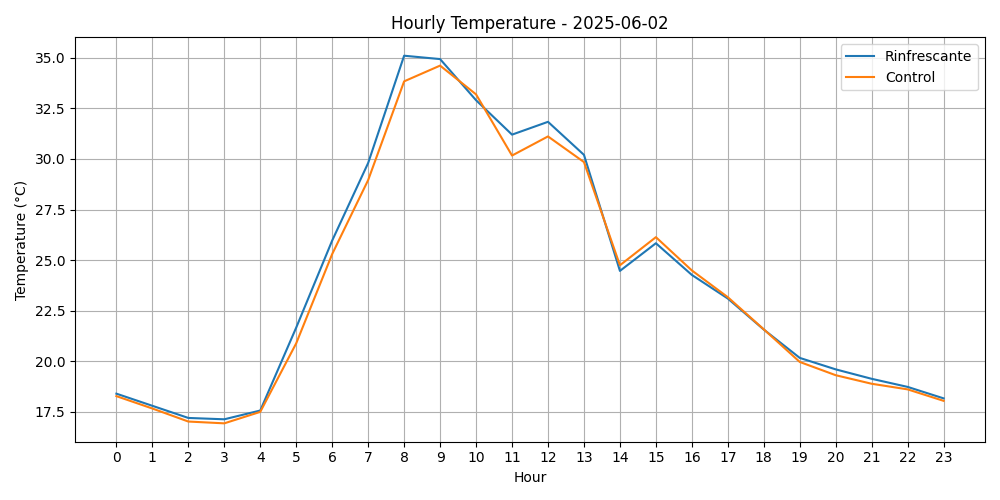 Hourly Temperature - 2025-06-02
Rinfrescante
Control
35.0
32.5
30.0
27.5
25.0
22.5
20.0
17.5
Temperature (°C)
0 1 2 3 4 5 6 7 8 9 10 11 12 13 14 15 16 17 18 19 20 21 22 23
Hour